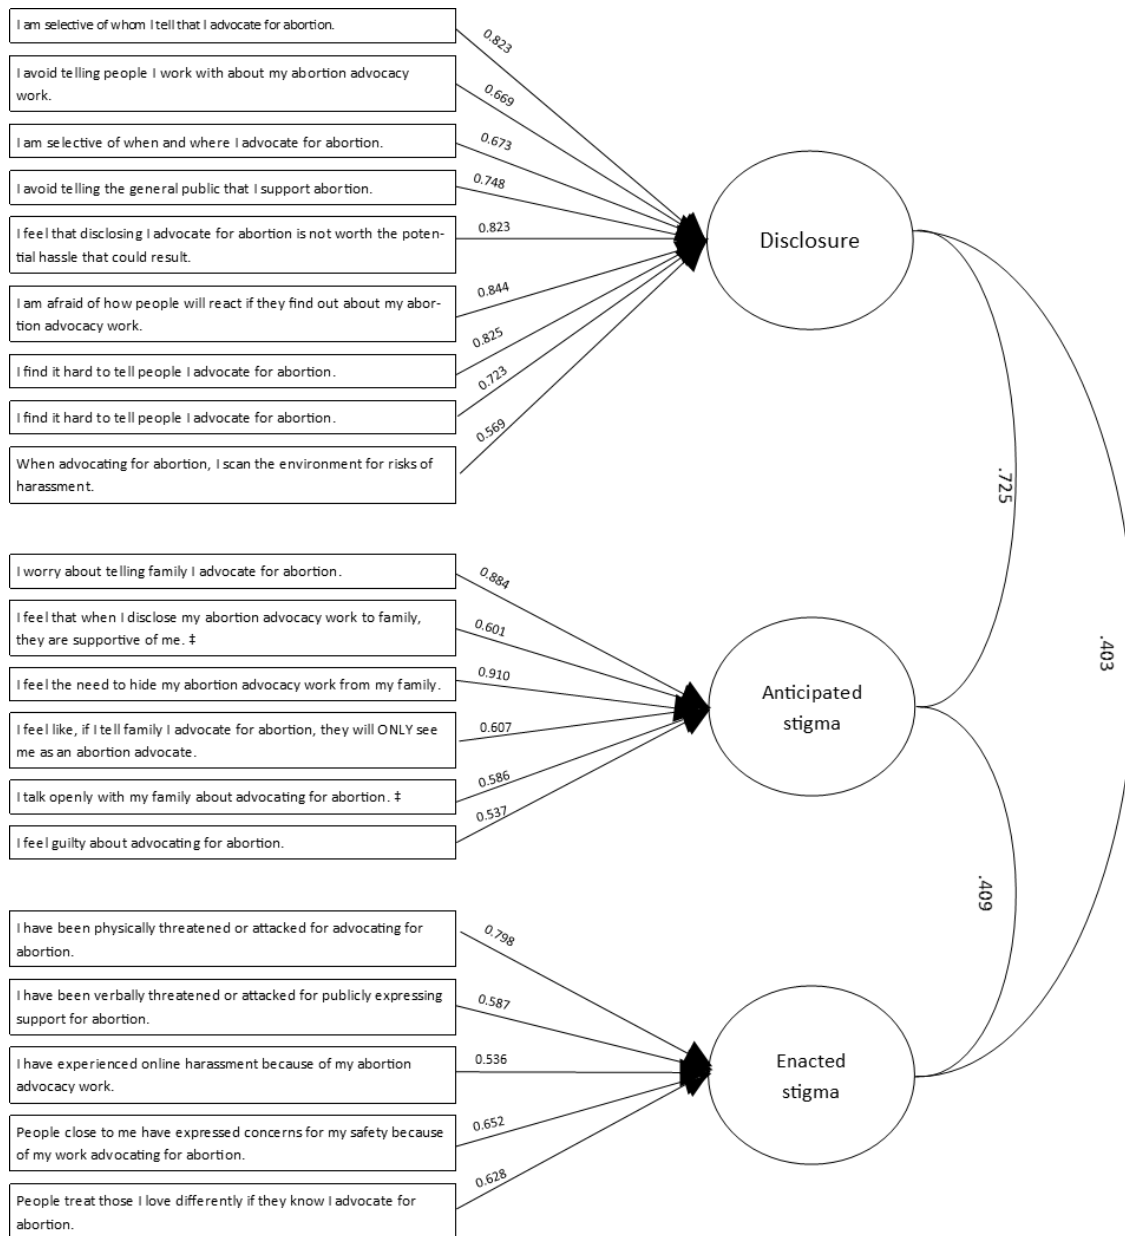 I am selective of whom I tell that I advocate for abortion.
0.823
I avoid telling people I work with about my abortion advocacy
work.
0.669
I am selective of when and where I advocate for abortion.
0.673
I avoid telling the general public that I support abortion.
0.748
I feel that disclosing I advocate for abortion is not worth the poten-
tial hassle that could result.
0.823
I am afraid of how people will react if they find out about my abor-
tion advocacy work.
0.844
I find it hard to tell people I advocate for abortion.
0.825
I find it hard to tell people I advocate for abortion.
0.723
When advocating for abortion, I scan the environment for risks of
harassment.
0.569
Disclosure
.725
.403
I worry about telling family I advocate for abortion.
0.884
I feel that when I disclose my abortion advocacy work to family,
they are supportive of me. ‡
0.601
I feel the need to hide my abortion advocacy work from my family.
0.910
I feel like, if I tell family I advocate for abortion, they will ONLY see
me as an abortion advocate.
0.607
I talk openly with my family about advocating for abortion. ‡
0.586
I feel guilty about advocating for abortion.
0.537
Anticipated
stigma
.409
I have been physically threatened or attacked for advocating for
abortion.
0.798
I have been verbally threatened or attacked for publicly expressing
support for abortion.
0.587
I have experienced online harassment because of my abortion
advocacy work.
0.536
People close to me have expressed concerns for my safety because
of my work advocating for abortion.
0.652
People treat those I love differently if they know I advocate for
abortion.
0.628
Enacted
stigma